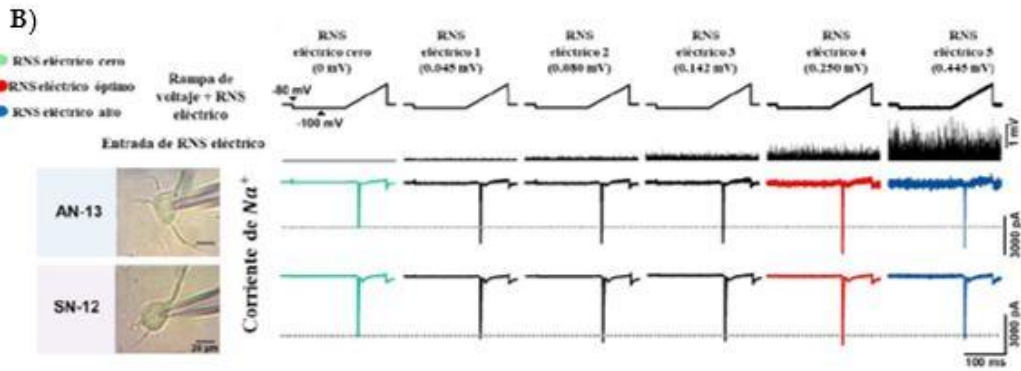 B)
RNS eléctrico cero
RNS eléctrico óptimo
RNS eléctrico alto
Rampa de
voltaje + RNS
eléctrico
Entrada de RNS eléctrico
RNS
eléctrico cero
(0 mV)
RNS
eléctrico 1
(0.045 mV)
RNS
eléctrico 2
(0.080 mV)
RNS
eléctrico 3
(0.142 mV)
RNS
eléctrico 4
(0.250 mV)
RNS
eléctrico 5
(0.445 mV)
-80 mV
-100 mV
1 mV
AN-13
SN-12
20 µm
Corriente de Na⁺
3000 pA
3000 pA
100 ms